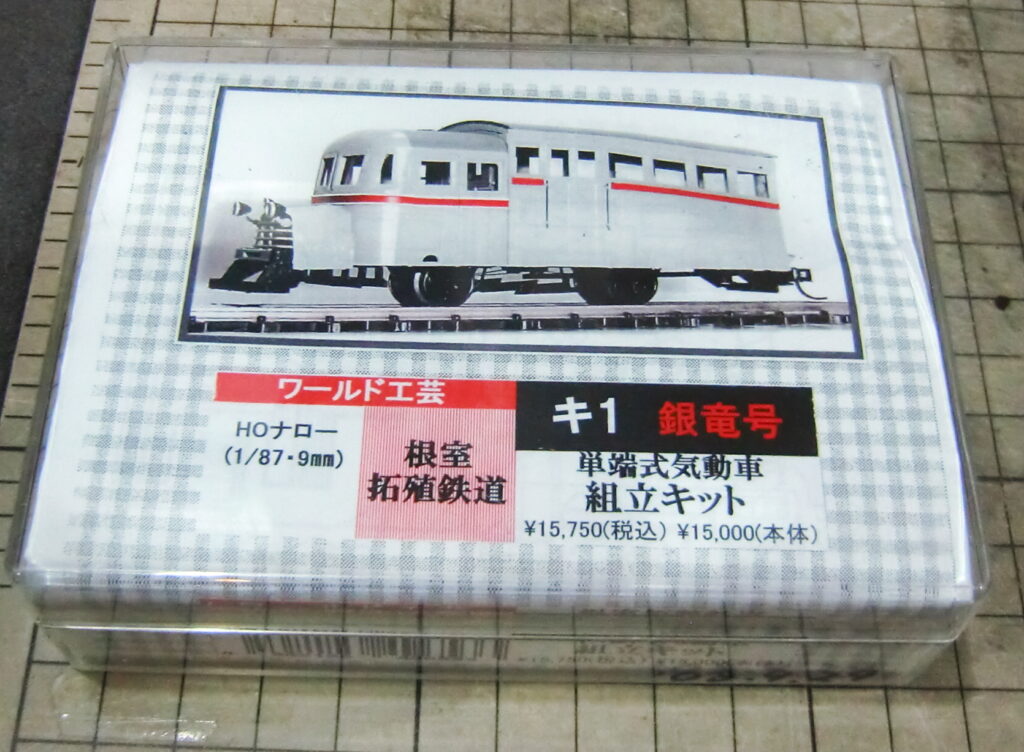 ワールド工芸
HOナロー
(1/87・9mm)
根室
拓殖鉄道
キ1 銀竜号
単端式気動車
組立キット
¥15,750(税込) ¥15,000(本体)